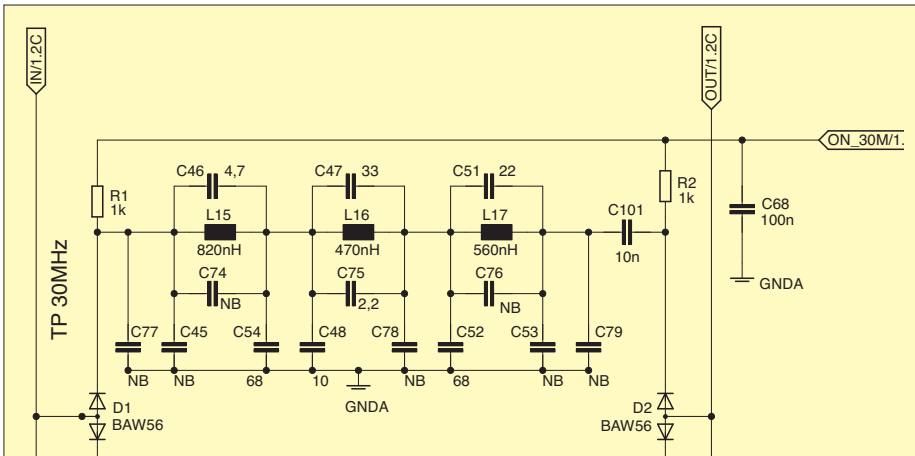 IN/1.2C
OUT/1.2C
ON_30M/1.
C46 4,7
C47 33
C51 22
R1
1k
R2
1k
C68
100n
L15
820nH
L16
470nH
L17
560nH
C101
10n
C74
NB
C75
2,2
C76
NB
GNDA
TP 30MHz
C77
C45
C54
C48
C78
C52
C53
C79
NB
NB
68
10
NB
68
NB
NB
GNDA
D1
BAW56
D2
BAW56